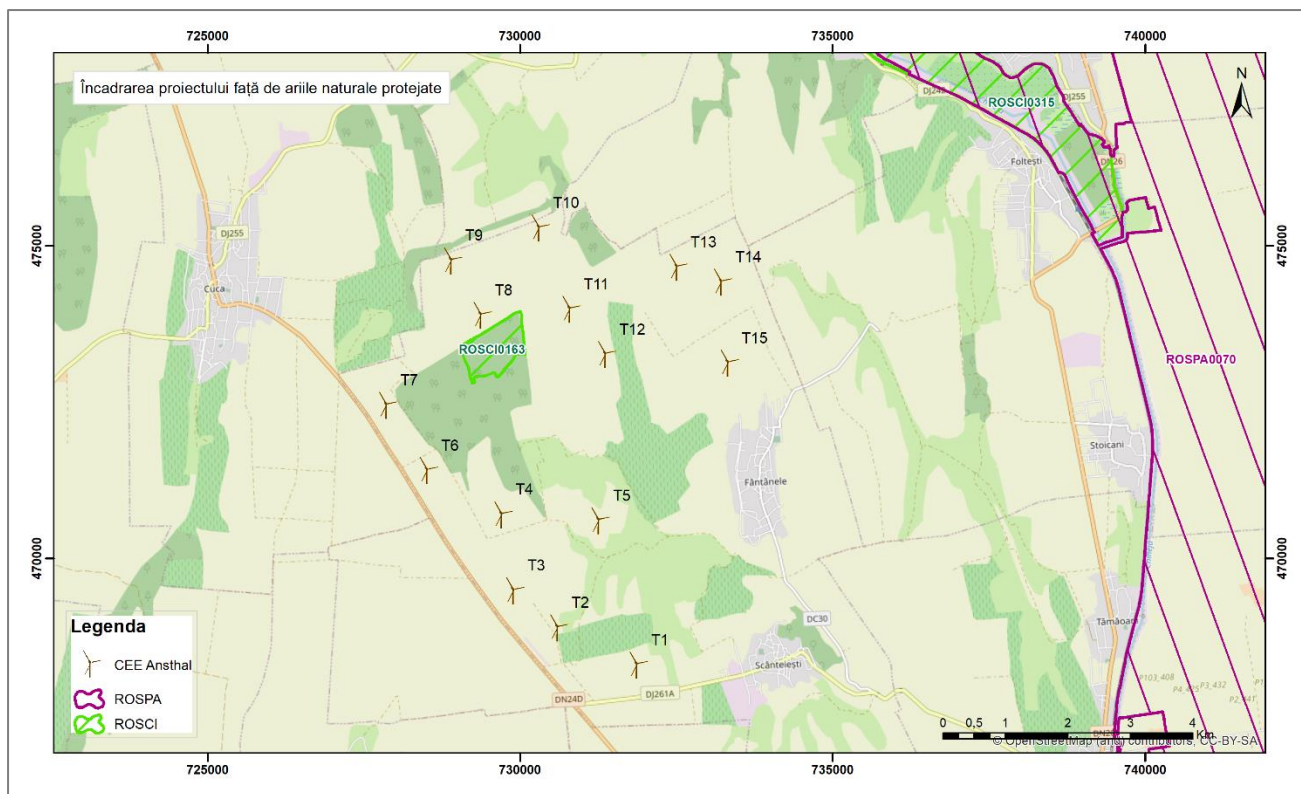 725000 730000 735000 740000
Încadrarea proiectului față de ariile naturale protejate
N
ROSCI0315
DJ255
Foltești
DN26
T10
T9
T13
T14
475000
475000
DJ255
Cuca
T8
T11
T12
ROSCI0163
T15
ROSPA0070
T7
T6
Stoicani
T4
T5
Fântânele
470000
470000
T3
T2
T1
Tămăoani
DC30
Scânteiești
P103_408
P4_425
P3_432
DN24D
DJ261A
Legenda
CEE Ansthal
ROSPA
ROSCI
0 0,5 1 2 3 4
Km
© OpenStreetMap (and) contributors, CC-BY-SA
725000 730000 735000 740000